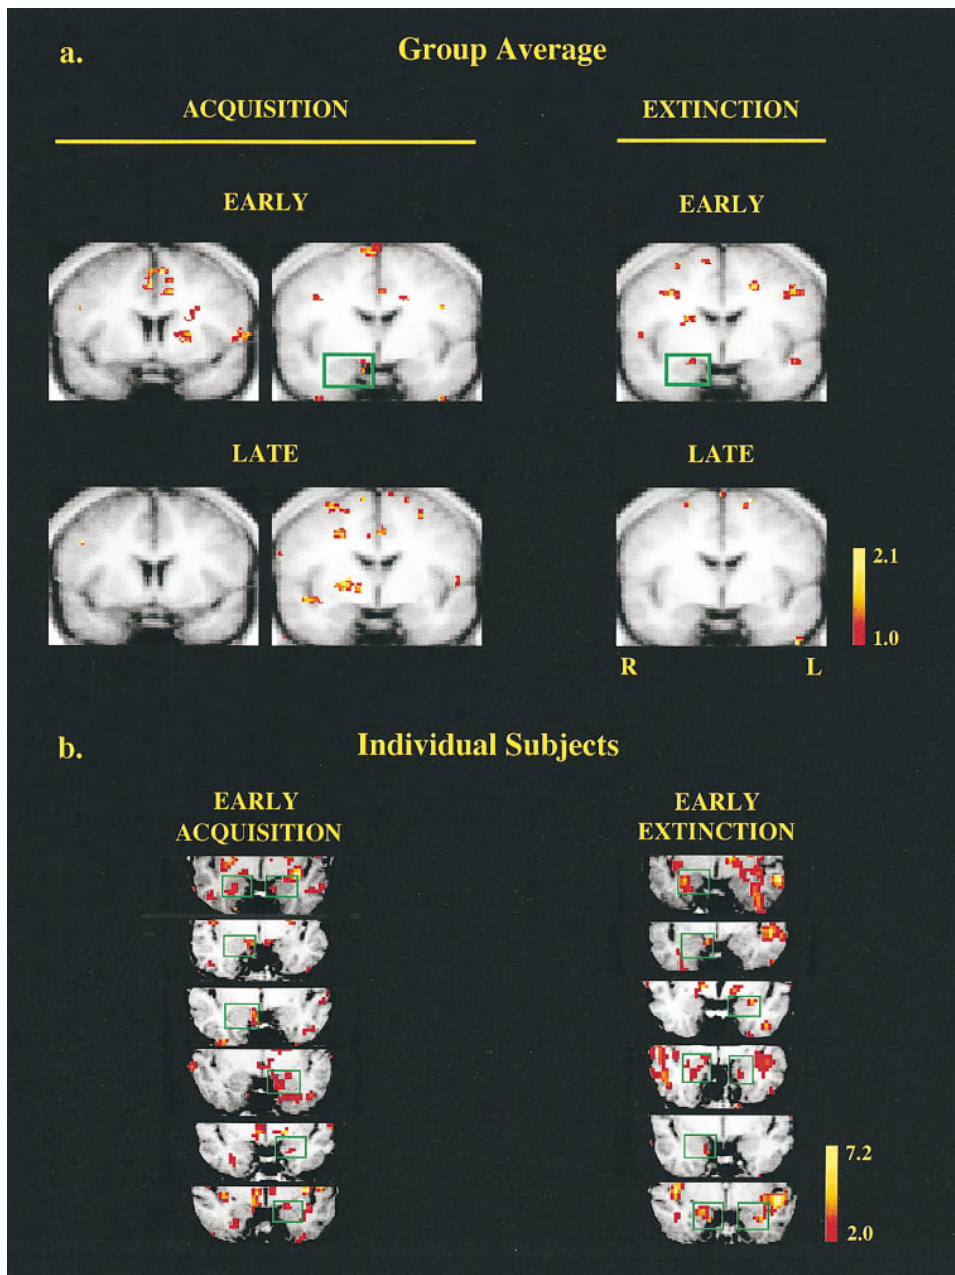 a.
Group Average
ACQUISITION
EXTINCTION
EARLY
EARLY
LATE
LATE
2.1
1.0
R
L
b.
Individual Subjects
EARLY
ACQUISITION
EARLY
EXTINCTION
7.2
2.0